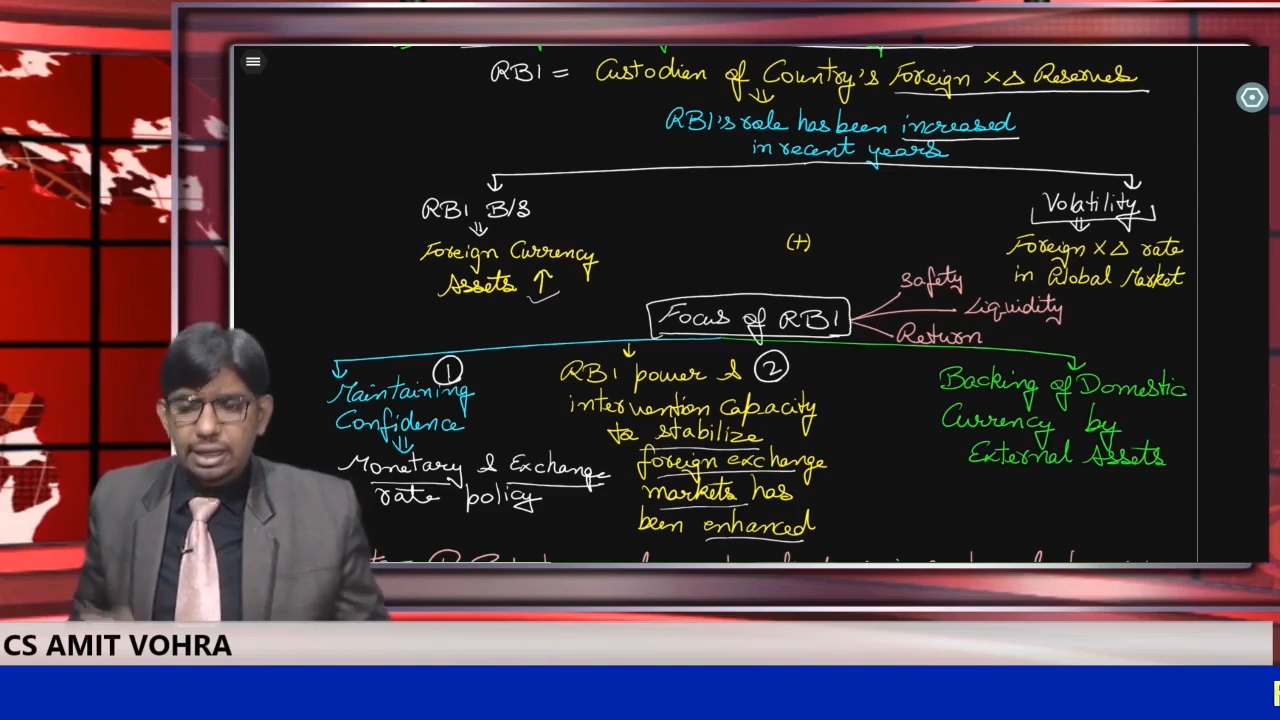 RBI = Custodian of Country's Foreign x∆ Reserves
RBI's role has been increased
in recent years
RBI B/S
Foreign Currency
Assets ↑
(+)
Volatility
Foreign x∆ rate
in Global Market
Focus of RBI
Safety
Liquidity
Return
1
Maintaining
Confidence
Monetary & Exchange
rate policy
2
RBI power &
intervention capacity
to stabilize
foreign exchange
markets has
been enhanced
Backing of Domestic
Currency by
External Assets
CS AMIT VOHRA